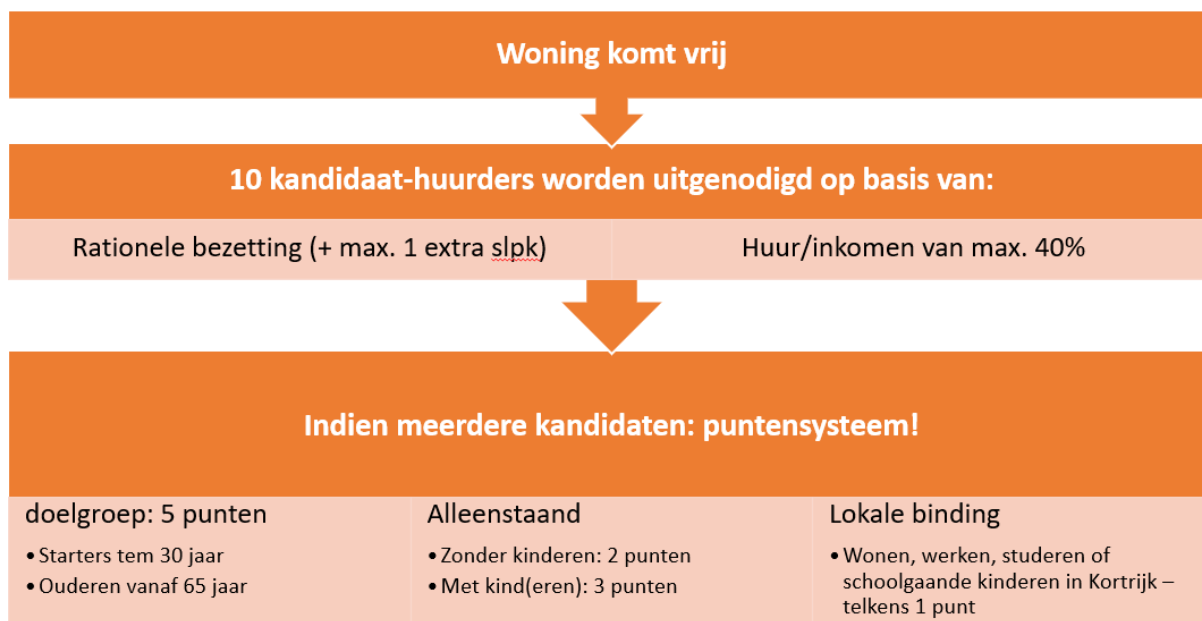 Woning komt vrij
10 kandidaat-huurders worden uitgenodigd op basis van:
Rationele bezetting (+ max. 1 extra slpk)
Huur/inkomen van max. 40%
Indien meerdere kandidaten: puntensysteem!
doelgroep: 5 punten
• Starters tem 30 jaar
• Ouderen vanaf 65 jaar
Alleenstaand
• Zonder kinderen: 2 punten
• Met kind(eren): 3 punten
Lokale binding
• Wonen, werken, studeren of
schoolgaande kinderen in Kortrijk –
telkens 1 punt